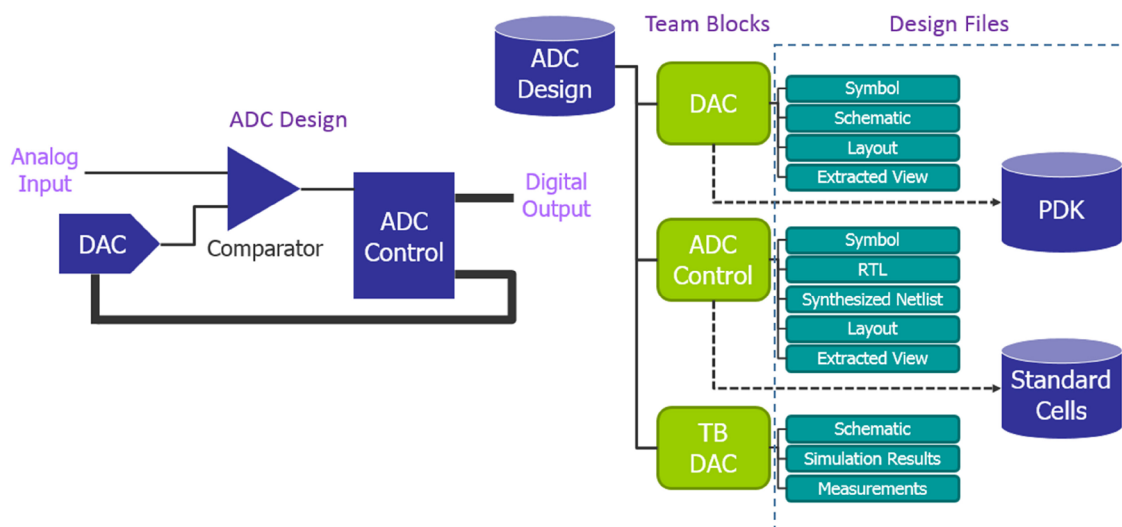 ADC Design
Analog
Input
DAC
Comparator
ADC
Control
Digital
Output
Team Blocks
Design Files
ADC
Design
DAC
Symbol
Schematic
Layout
Extracted View
PDK
ADC
Control
Symbol
RTL
Synthesized Netlist
Layout
Extracted View
Standard
Cells
TB
DAC
Schematic
Simulation Results
Measurements